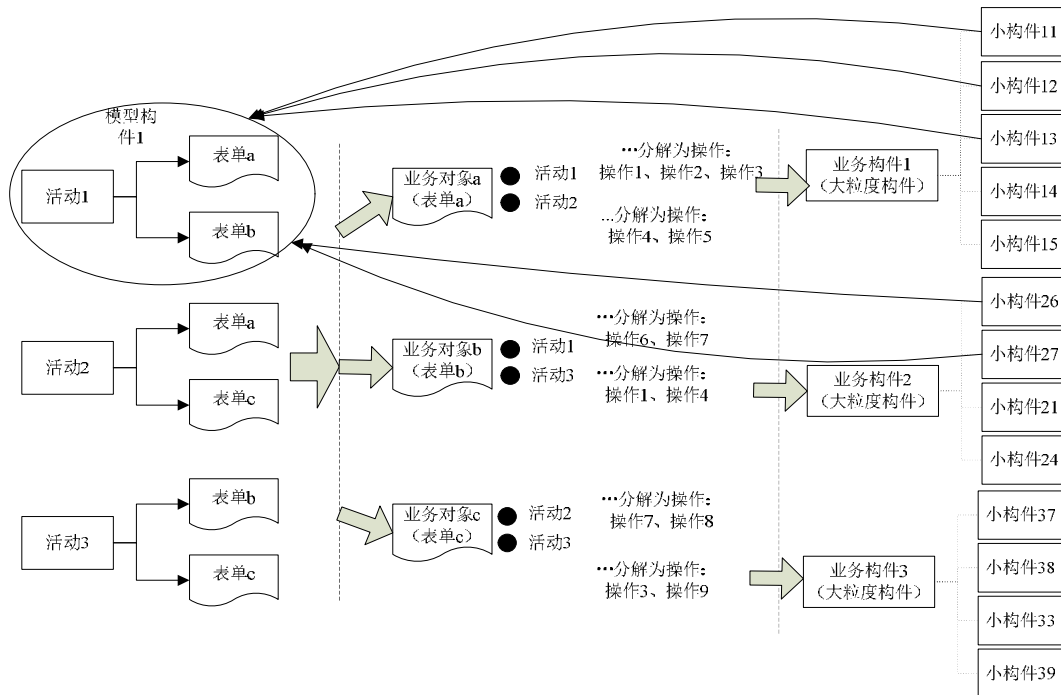 模型构
件1
活动1
表单a
表单b
活动2
表单a
表单c
活动3
表单b
表单c
业务对象a
（表单a）
活动1
活动2
业务对象b
（表单b）
活动1
活动3
业务对象c
（表单c）
活动2
活动3
…分解为操作：
操作1、操作2、操作3
...分解为操作：
操作4、操作5
…分解为操作：
操作6、操作7
…分解为操作：
操作1、操作4
…分解为操作：
操作7、操作8
…分解为操作：
操作3、操作9
业务构件1
（大粒度构件）
业务构件2
（大粒度构件）
业务构件3
（大粒度构件）
小构件11
小构件12
小构件13
小构件14
小构件15
小构件26
小构件27
小构件21
小构件24
小构件37
小构件38
小构件33
小构件39